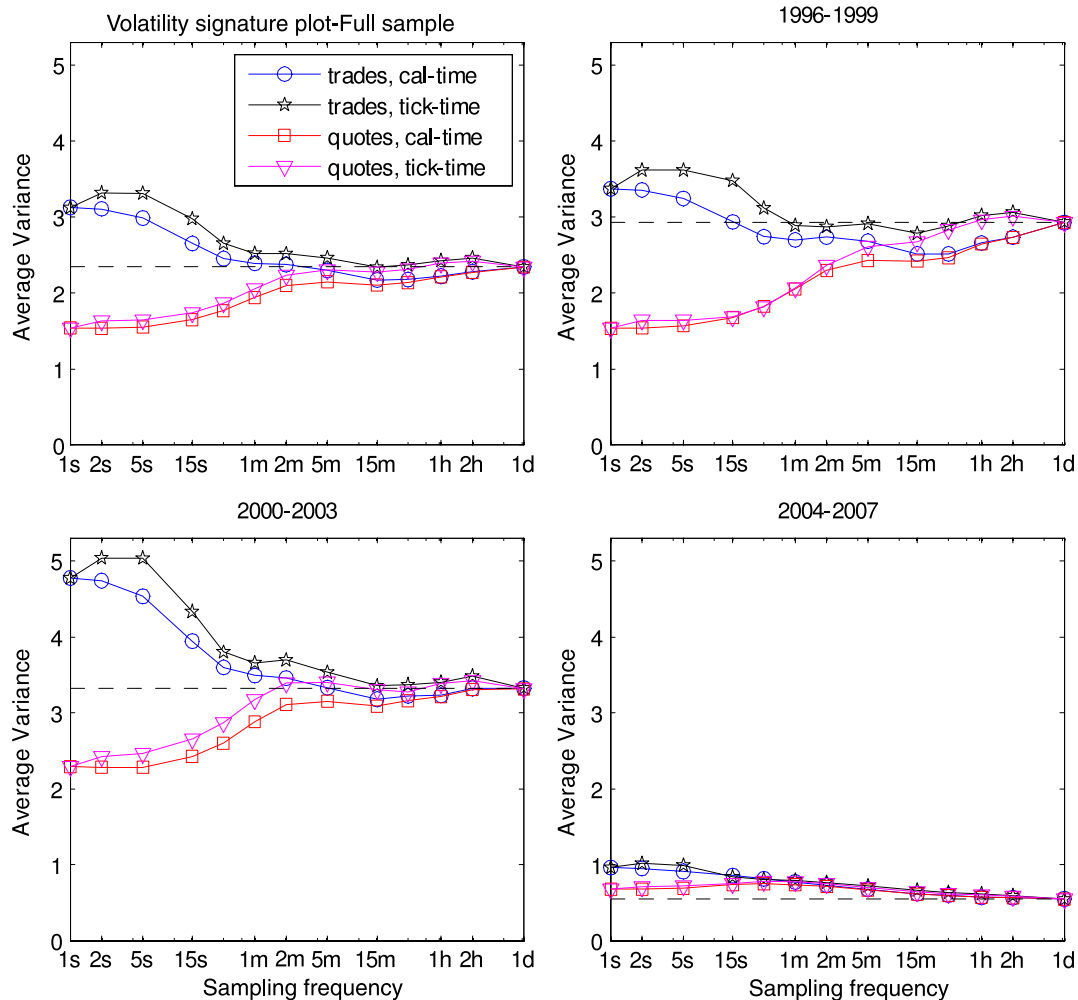 Volatility signature plot-Full sample
Average Variance
5
4
3
2
1
0
trades, cal-time
trades, tick-time
quotes, cal-time
quotes, tick-time
1s 2s 5s 15s 1m 2m 5m 15m 1h 2h 1d
1996-1999
Average Variance
5
4
3
2
1
0
1s 2s 5s 15s 1m 2m 5m 15m 1h 2h 1d
2000-2003
Average Variance
5
4
3
2
1
0
1s 2s 5s 15s 1m 2m 5m 15m 1h 2h 1d
Sampling frequency
2004-2007
Average Variance
5
4
3
2
1
0
1s 2s 5s 15s 1m 2m 5m 15m 1h 2h 1d
Sampling frequency